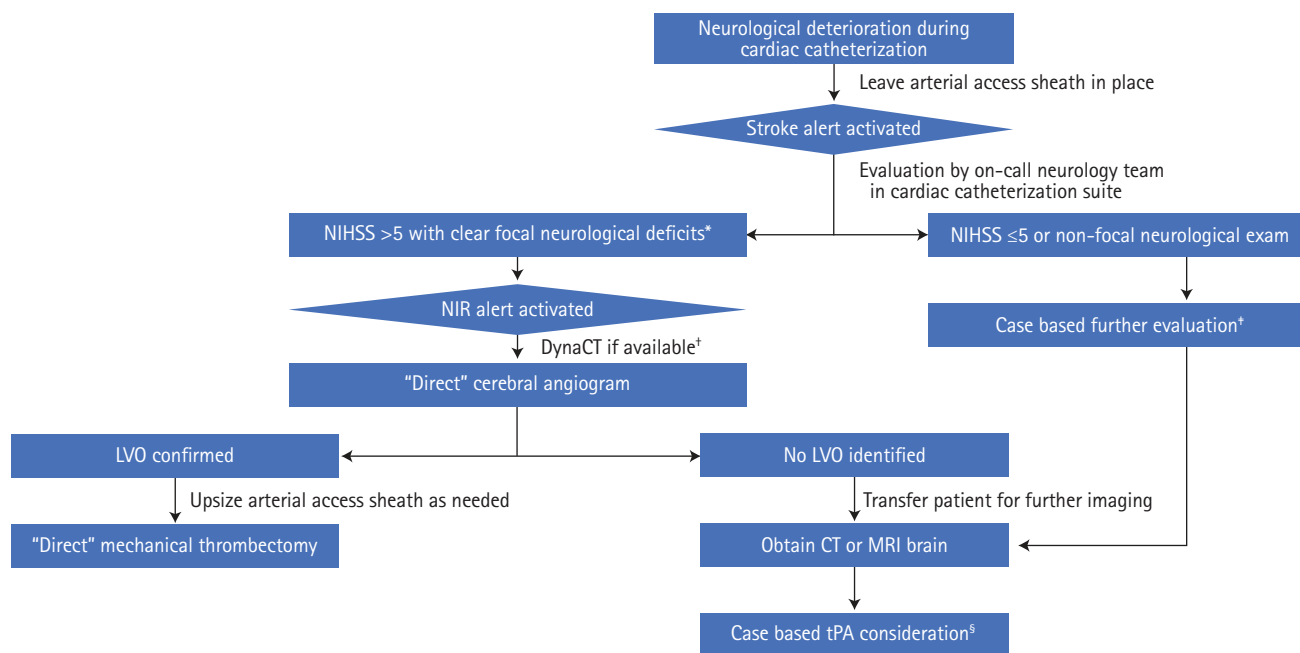 Neurological deterioration during
cardiac catheterization
Leave arterial access sheath in place
Stroke alert activated
Evaluation by on-call neurology team
in cardiac catheterization suite
NIHSS >5 with clear focal neurological deficits*
NIHSS ≤5 or non-focal neurological exam
NIR alert activated
Case based further evaluation†
DynaCT if available†
"Direct" cerebral angiogram
LVO confirmed
No LVO identified
Upsize arterial access sheath as needed
Transfer patient for further imaging
"Direct" mechanical thrombectomy
Obtain CT or MRI brain
Case based tPA consideration§